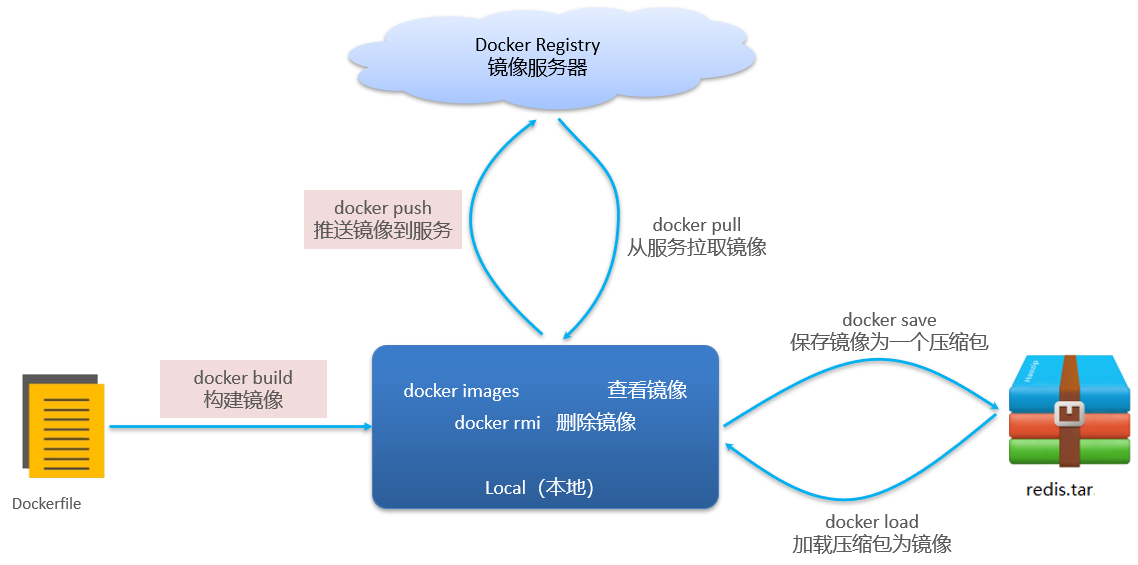 Docker Registry
镜像服务器
docker push
推送镜像到服务
docker pull
从服务拉取镜像
docker build
构建镜像
docker images 查看镜像
docker rmi 删除镜像
Local（本地）
Dockerfile
docker save
保存镜像为一个压缩包
Haozip
redis.tar
docker load
加载压缩包为镜像